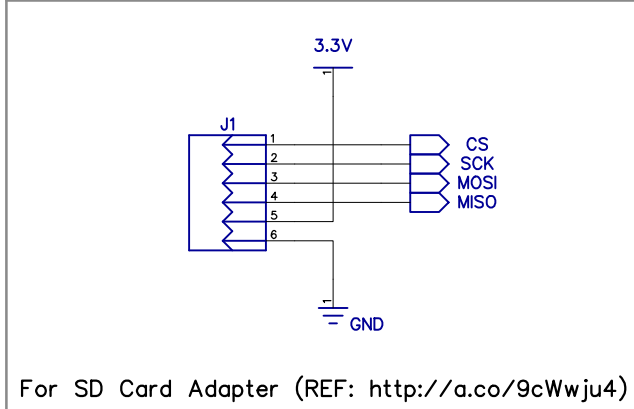 3.3V
1
J1
1 CS
2 SCK
3 MOSI
4 MISO
5
6
1
GND
For SD Card Adapter (REF: http://a.co/9cWwju4)